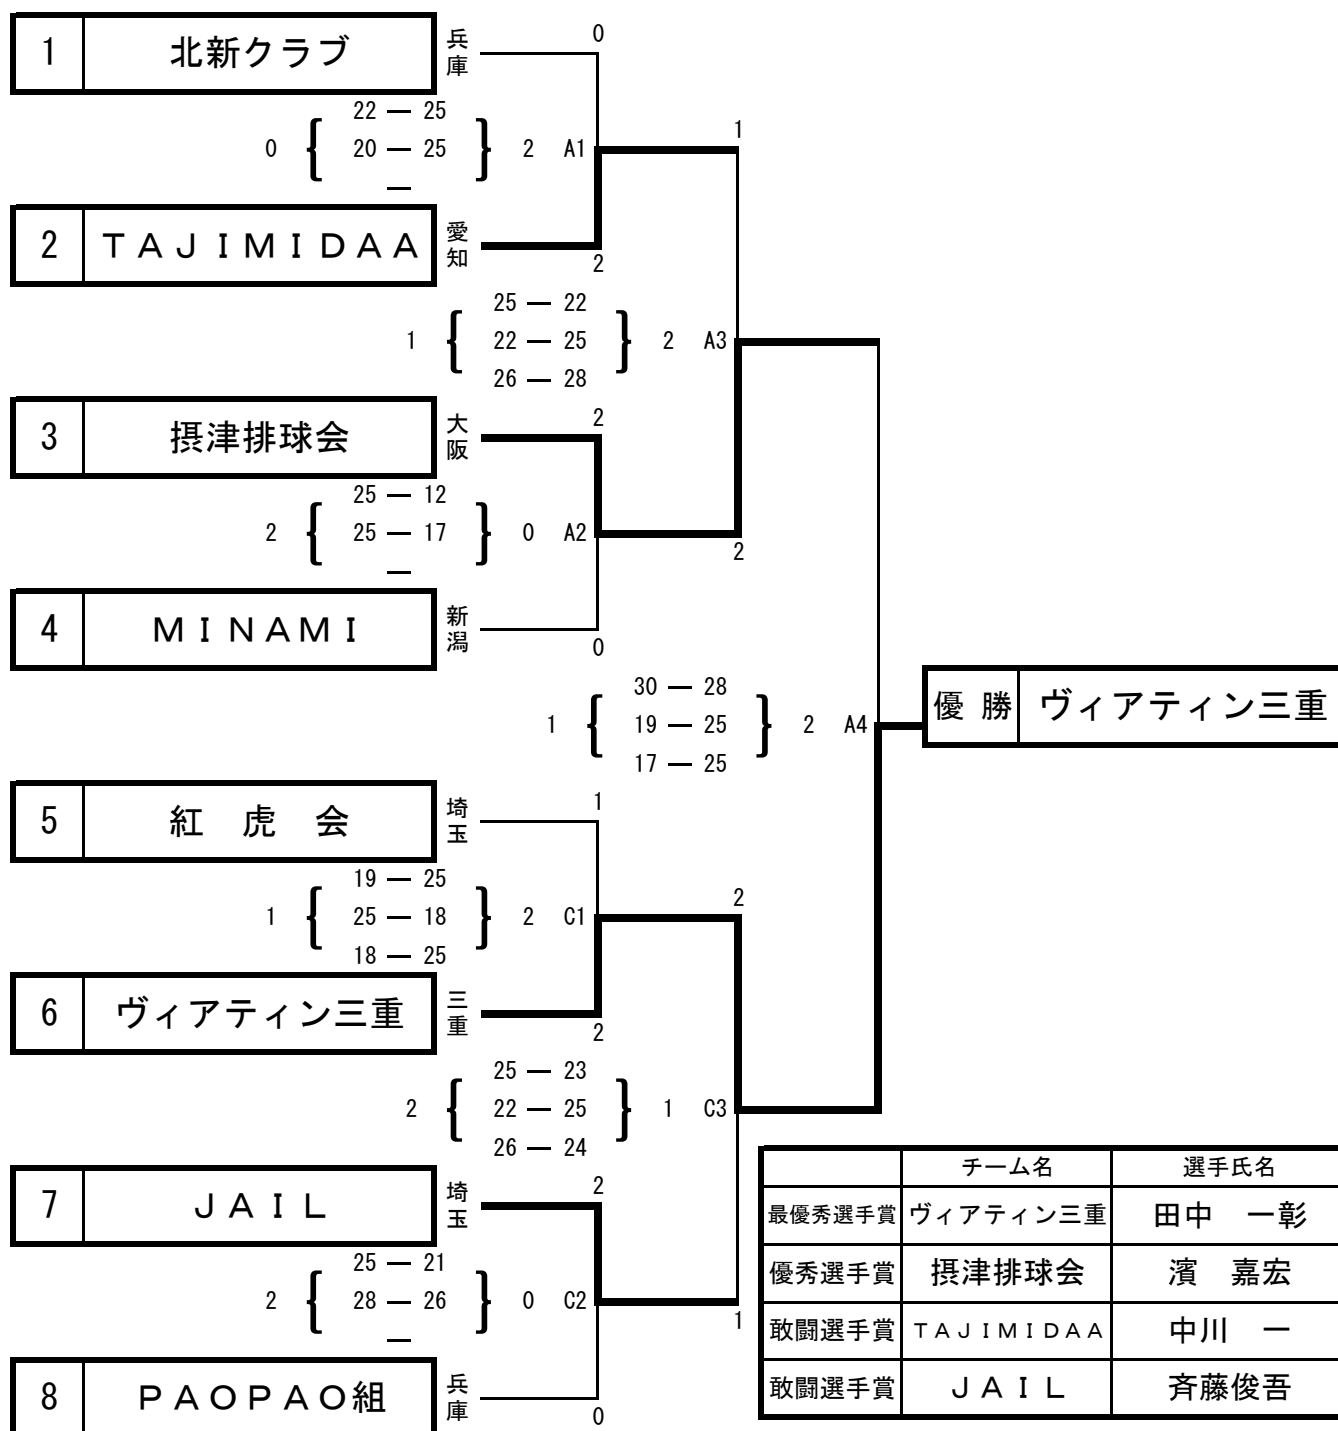 1 北新クラブ 兵庫
0
22 ― 25
0 { 20 ― 25 } 2 A1
―
1
2 ＴＡＪＩＭＩＤＡＡ 愛知
2
25 ― 22
1 { 22 ― 25 } 2 A3
26 ― 28
3 摂津排球会 大阪
2
25 ― 12
2 { 25 ― 17 } 0 A2
―
2
4 ＭＩＮＡＭＩ 新潟
0
30 ― 28
1 { 19 ― 25 } 2 A4
17 ― 25
優 勝 ヴィアティン三重
5 紅　虎　会 埼玉
1
19 ― 25
1 { 25 ― 18 } 2 C1
18 ― 25
2
6 ヴィアティン三重 三重
2
25 ― 23
2 { 22 ― 25 } 1 C3
26 ― 24
7 ＪＡＩＬ 埼玉
2
25 ― 21
2 { 28 ― 26 } 0 C2
―
1
8 ＰＡＯＰＡＯ組 兵庫
0
チーム名 選手氏名
最優秀選手賞 ヴィアティン三重 田中　一彰
優秀選手賞 摂津排球会 濱　嘉宏
敢闘選手賞 ＴＡＪＩＭＩＤＡＡ 中川　一
敢闘選手賞 ＪＡＩＬ 斉藤俊吾